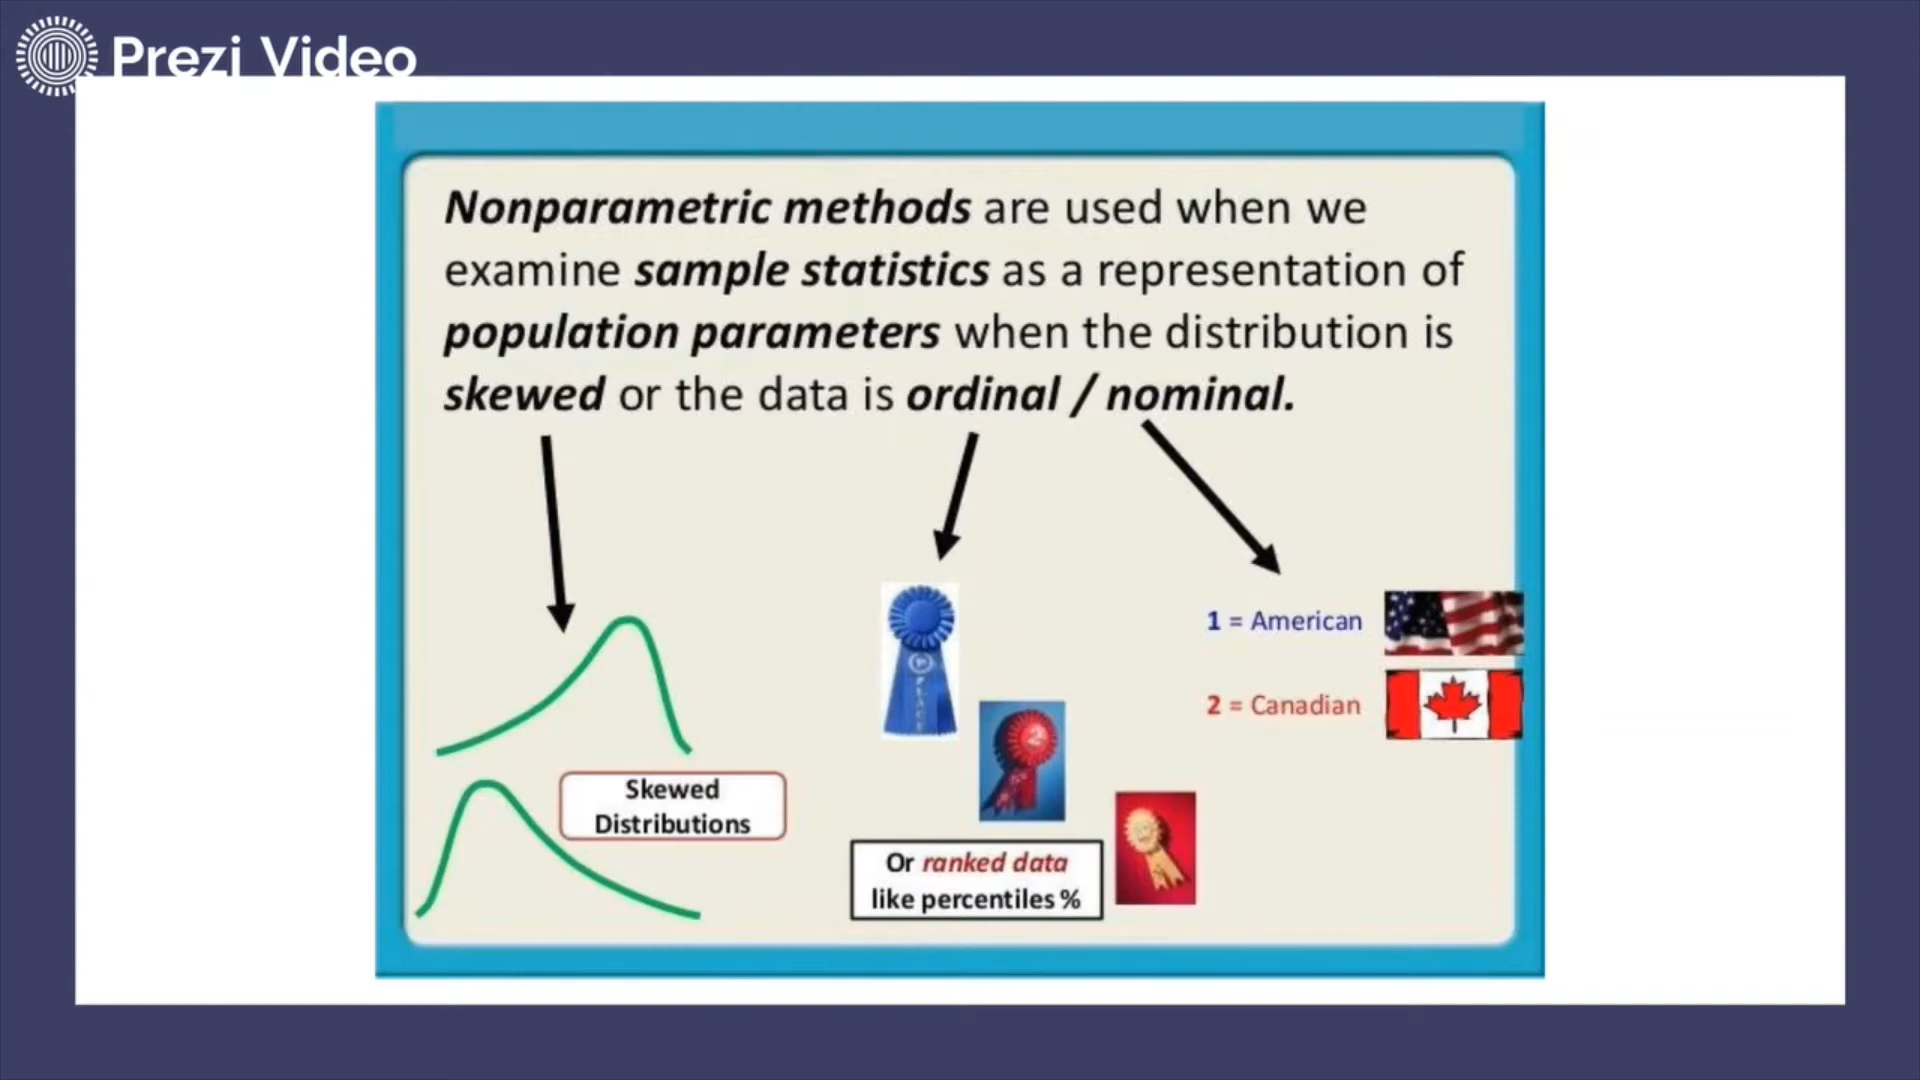 Prezi Video
Nonparametric methods are used when we
examine sample statistics as a representation of
population parameters when the distribution is
skewed or the data is ordinal / nominal.
1 = American
2 = Canadian
2
Skewed
Distributions
Or ranked data
like percentiles %